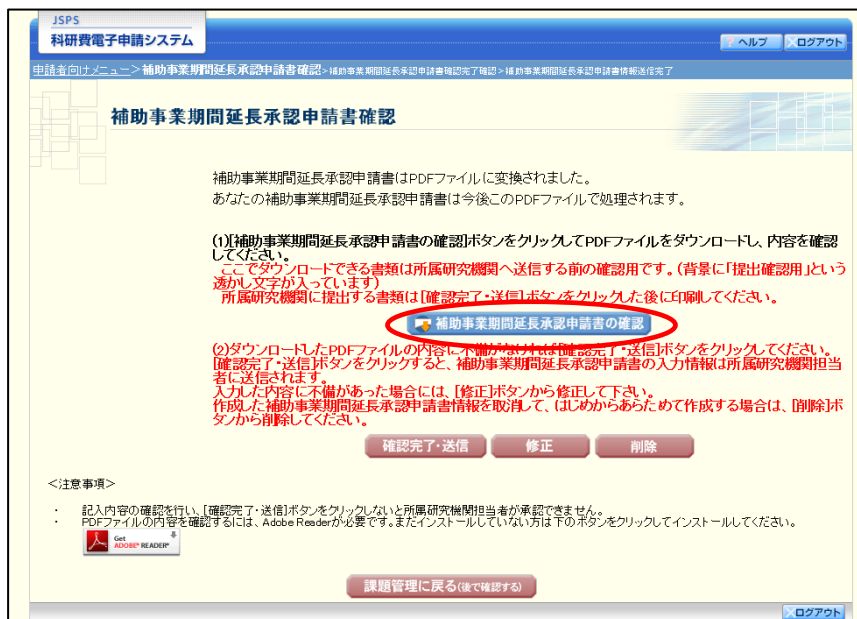 JSPS
科研費電子申請システム
ヘルプ
ログアウト
申請者向けメニュー>補助事業期間延長承認申請書確認>補助事業期間延長承認申請書確認完了確認>補助事業期間延長承認申請書情報送信完了
補助事業期間延長承認申請書確認
補助事業期間延長承認申請書はPDFファイルに変換されました。
あなたの補助事業期間延長承認申請書は今後このPDFファイルで処理されます。
(1)[補助事業期間延長承認申請書の確認]ボタンをクリックしてPDFファイルをダウンロードし、内容を確認
してください。
ここでダウンロードできる書類は所属研究機関へ送信する前の確認用です。(背景に「提出確認用」という
透かし文字が入っています)
所属研究機関に提出する書類は[確認完了・送信]ボタンをクリックした後に印刷してください。
補助事業期間延長承認申請書の確認
(2)ダウンロードしたPDFファイルの内容に不備がなければ[確認完了・送信]ボタンをクリックしてください。
[確認完了・送信]ボタンをクリックすると、補助事業期間延長承認申請書の入力情報は所属研究機関担当
者に送信されます。
入力した内容に不備があった場合には、[修正]ボタンから修正して下さい。
作成した補助事業期間延長承認申請書情報を取消して、はじめからあらためて作成する場合は、[削除]ボ
タンから削除してください。
確認完了・送信
修正
削除
<注意事項>
・ 記入内容の確認を行い、[確認完了・送信]ボタンをクリックしないと所属研究機関担当者が承認できません。
・ PDFファイルの内容を確認するには、Adobe Readerが必要です。まだインストールしていない方は下のボタンをクリックしてインストールしてください。
Get
ADOBE® READER®
課題管理に戻る(後で確認する)
ログアウト